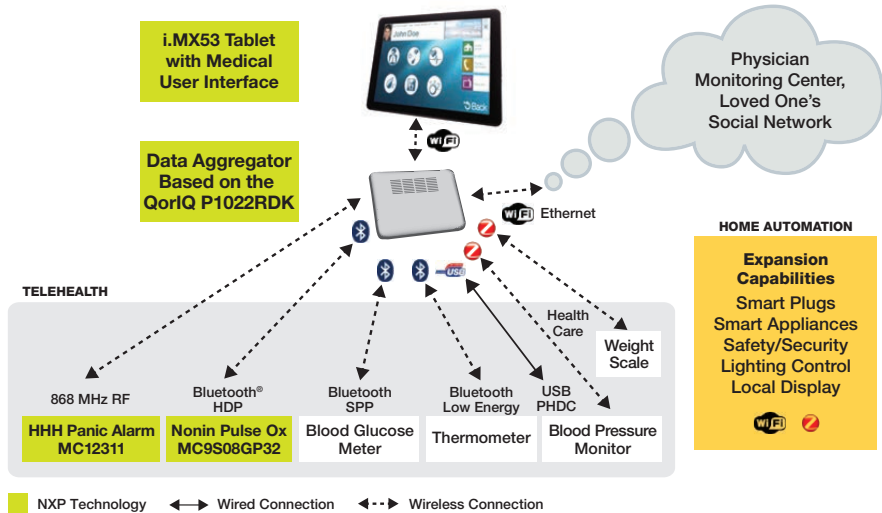 i.MX53 Tablet
with Medical
User Interface
John Doe
Back
WiFi
Physician
Monitoring Center,
Loved One's
Social Network
Data Aggregator
Based on the
QorIQ P1022RDK
WiFi Ethernet
Z
Z
USB
HOME AUTOMATION
Expansion
Capabilities
Smart Plugs
Smart Appliances
Safety/Security
Lighting Control
Local Display
WiFi Z
TELEHEALTH
Health
Care
Weight
Scale
868 MHz RF
HHH Panic Alarm
MC12311
Bluetooth®
HDP
Nonin Pulse Ox
MC9S08GP32
Bluetooth
SPP
Blood Glucose
Meter
Bluetooth
Low Energy
Thermometer
USB
PHDC
Blood Pressure
Monitor
NXP Technology
Wired Connection
Wireless Connection